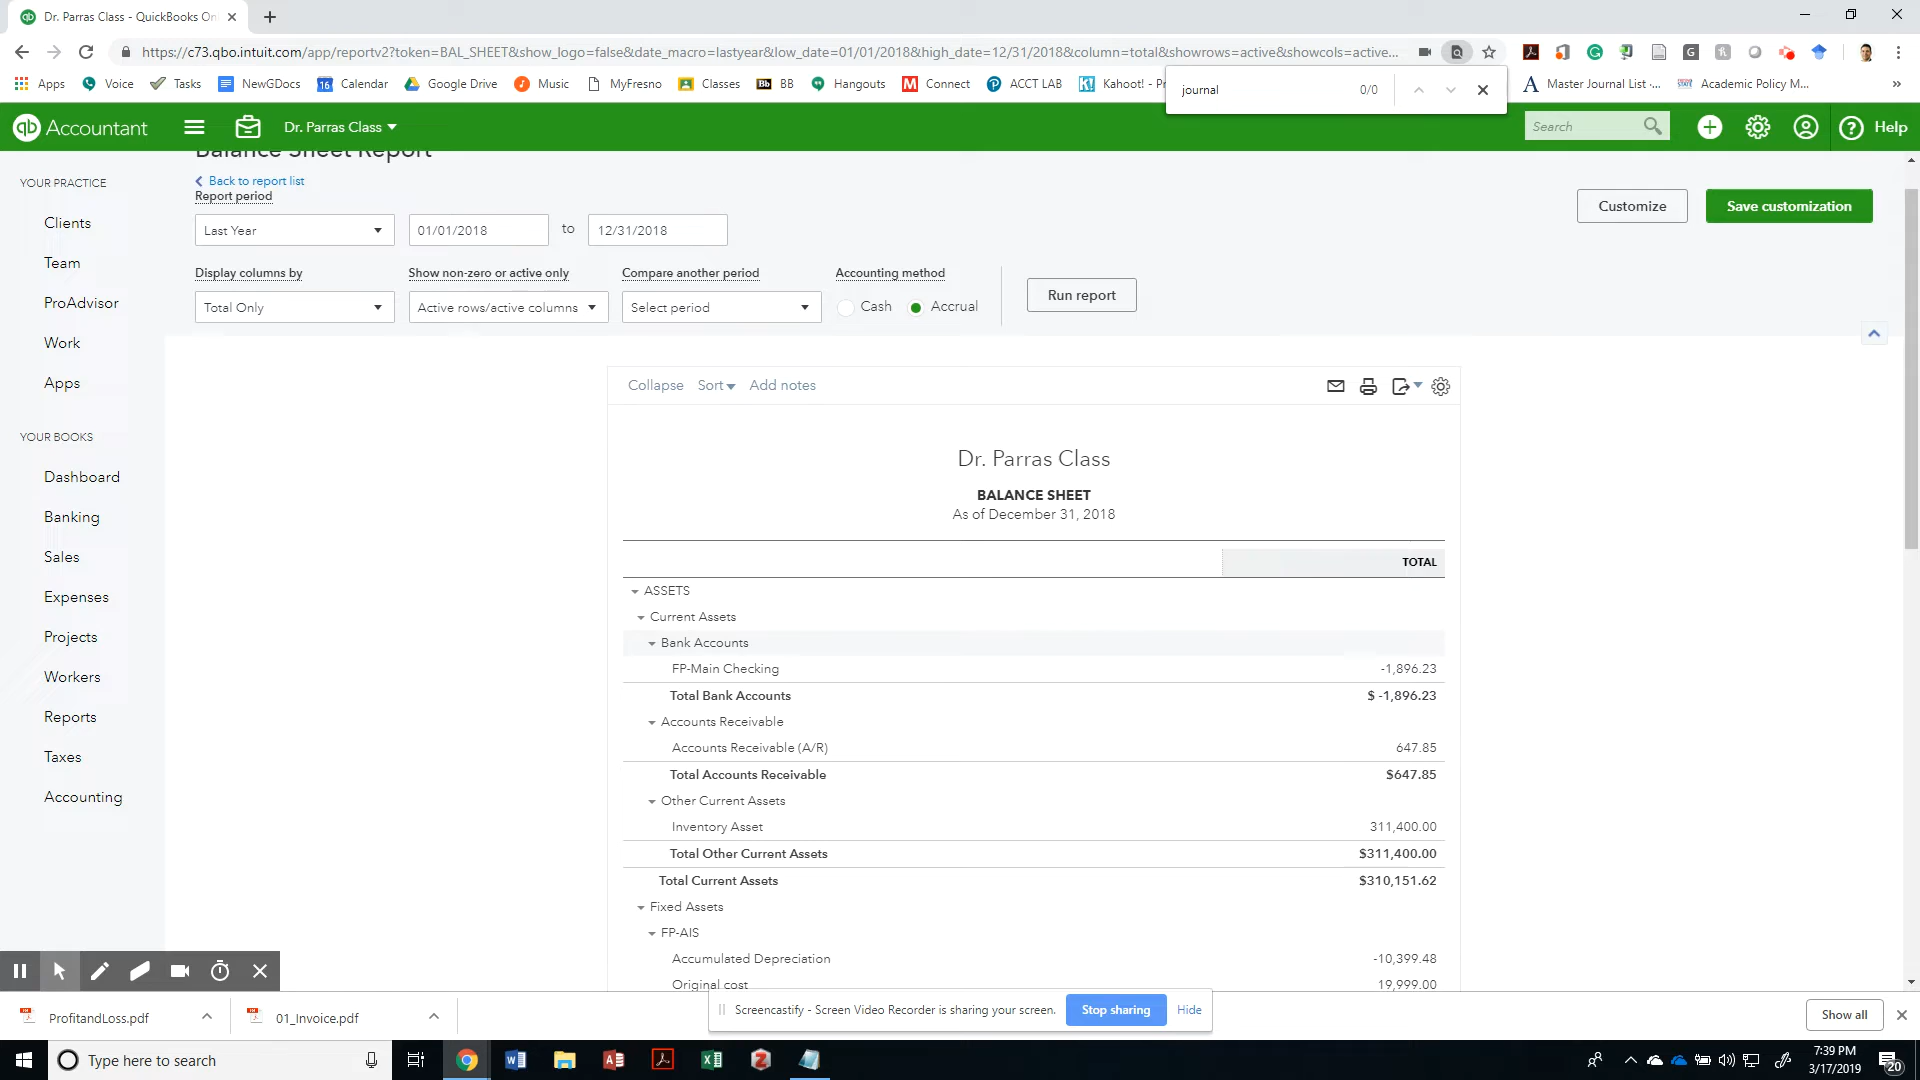 Dr. Parras Class - QuickBooks On
https://c73.qbo.intuit.com/app/reportv2?token=BAL_SHEET&show_logo=false&date_macro=lastyear&low_date=01/01/2018&high_date=12/31/2018&column=total&showrows=active&showcols=active...
Apps Voice Tasks NewGDocs 16 Calendar Google Drive Music MyFresno Classes Bb BB Hangouts M Connect ACCT LAB K! Kahoot! - Pr A Master Journal List -... Academic Policy M... »
journal 0/0
qb Accountant Dr. Parras Class Search Help
Balance Sheet Report
Back to report list
Report period
Last Year 01/01/2018 to 12/31/2018
Customize Save customization
Display columns by Show non-zero or active only Compare another period Accounting method
Total Only Active rows/active columns Select period Cash Accrual Run report
YOUR PRACTICE
Clients
Team
ProAdvisor
Work
Apps
YOUR BOOKS
Dashboard
Banking
Sales
Expenses
Projects
Workers
Reports
Taxes
Accounting
Collapse Sort Add notes
Dr. Parras Class
BALANCE SHEET
As of December 31, 2018
TOTAL
ASSETS
Current Assets
Bank Accounts
FP-Main Checking -1,896.23
Total Bank Accounts $ -1,896.23
Accounts Receivable
Accounts Receivable (A/R) 647.85
Total Accounts Receivable $647.85
Other Current Assets
Inventory Asset 311,400.00
Total Other Current Assets $311,400.00
Total Current Assets $310,151.62
Fixed Assets
FP-AIS
Accumulated Depreciation -10,399.48
Original cost 19,999.00
Screencastify - Screen Video Recorder is sharing your screen. Stop sharing Hide
ProfitandLoss.pdf 01_Invoice.pdf Show all
Type here to search
7:39 PM
3/17/2019
20